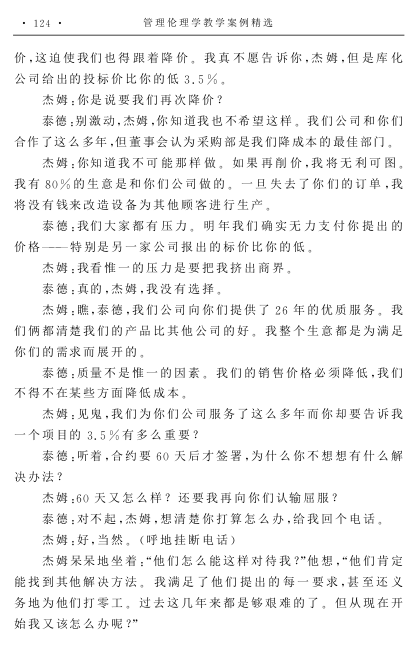 · 124 ·
管理伦理学教学案例精选
价,这迫使我们也得跟着降价。我真不愿告诉你,杰姆,但是库化
公司给出的投标价比你的低 3.5%。
杰姆:你是说要我们再次降价?
泰德:别激动,杰姆,你知道我也不希望这样。我们公司和你们
合作了这么多年,但董事会认为采购部是我们降成本的最佳部门。
杰姆:你知道我不可能那样做。如果再削价,我将无利可图。
我有 80%的生意是和你们公司做的。一旦失去了你们的订单,我
将没有钱来改造设备为其他顾客进行生产。
泰德:我们大家都有压力。明年我们确实无力支付你提出的
价格——特别是另一家公司报出的标价比你的低。
杰姆:我看惟一的压力是要把我挤出商界。
泰德:真的,杰姆,我没有选择。
杰姆:瞧,泰德,我们公司向你们提供了 26 年的优质服务。我
们俩都清楚我们的产品比其他公司的好。我整个生意都是为满足
你们的需求而展开的。
泰德:质量不是惟一的因素。我们的销售价格必须降低,我们
不得不在某些方面降低成本。
杰姆:见鬼,我们为你们公司服务了这么多年而你却要告诉我
一个项目的 3.5%有多么重要?
泰德:听着,合约要 60 天后才签署,为什么你不想想有什么解
决办法?
杰姆:60 天又怎么样?还要我再向你们认输屈服?
泰德:对不起,杰姆,想清楚你打算怎么办,给我回个电话。
杰姆:好,当然。(呼地挂断电话)
杰姆呆呆地坐着:“他们怎么能这样对待我?”他想,“他们肯定
能找到其他解决方法。我满足了他们提出的每一要求,甚至还义
务地为他们打零工。过去这几年来都是够艰难的了。但从现在开
始我又该怎么办呢?”